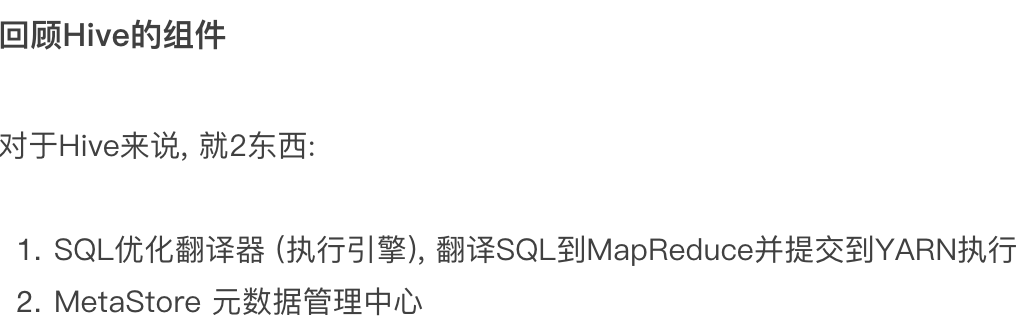 回顾Hive的组件
对于Hive来说, 就2东西:
1. SQL优化翻译器 (执行引擎), 翻译SQL到MapReduce并提交到YARN执行
2. MetaStore 元数据管理中心